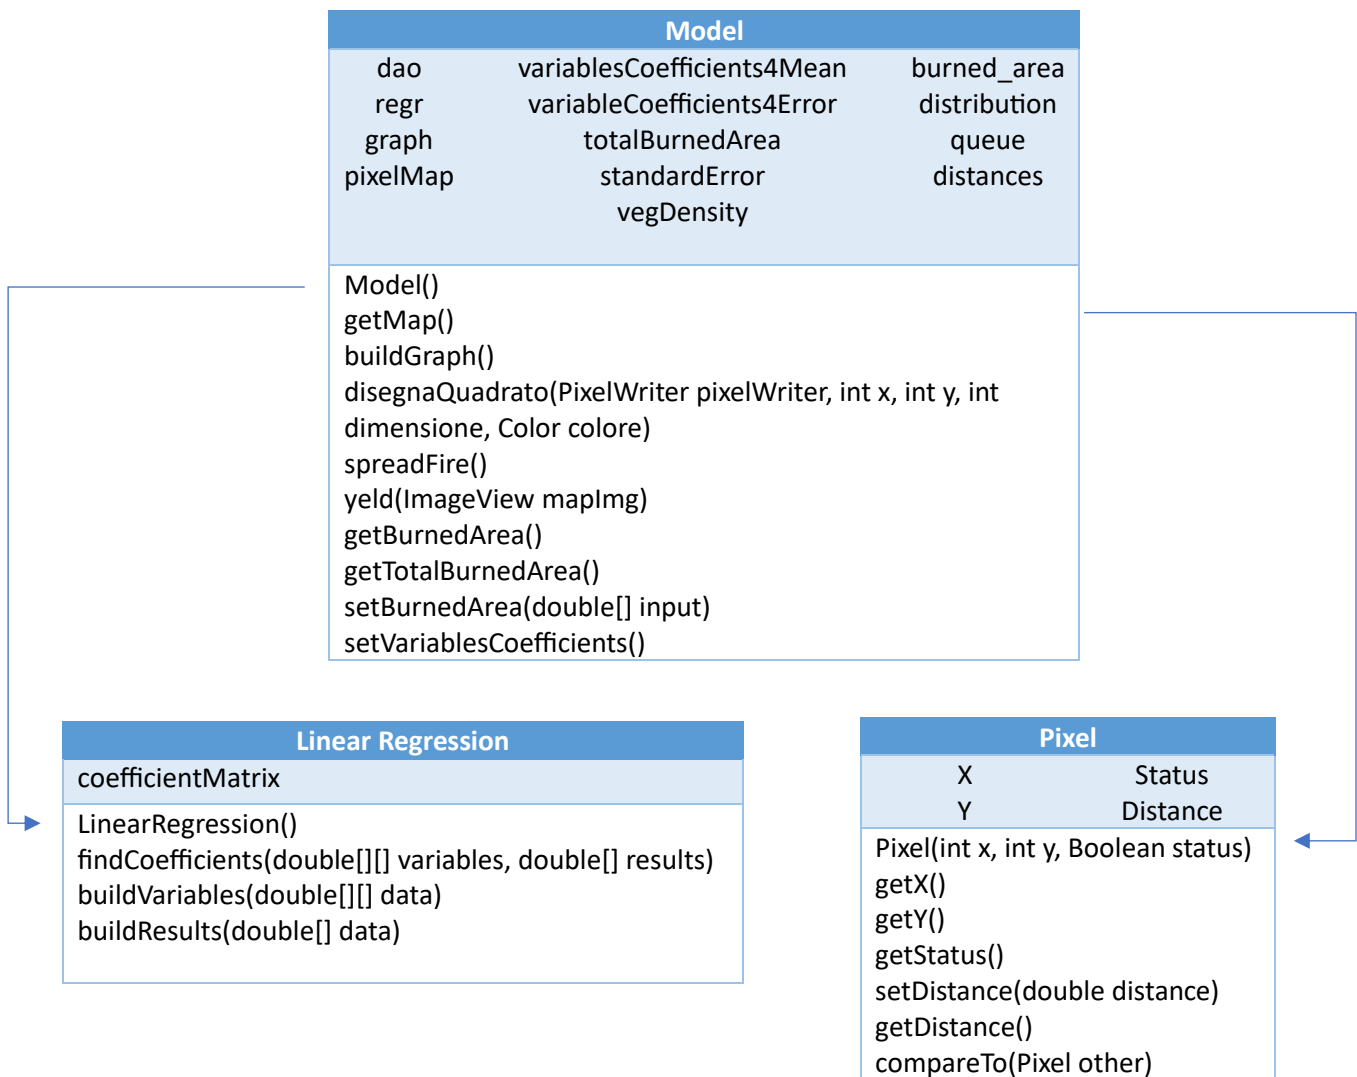 Model
dao variablesCoefficients4Mean burned_area
regr variableCoefficients4Error distribution
graph totalBurnedArea queue
pixelMap standardError distances
vegDensity
Model()
getMap()
buildGraph()
disegnaQuadrato(PixelWriter pixelWriter, int x, int y, int
dimensione, Color colore)
spreadFire()
yeld(ImageView mapImg)
getBurnedArea()
getTotalBurnedArea()
setBurnedArea(double[] input)
setVariablesCoefficients()
Linear Regression
coefficientMatrix
LinearRegression()
findCoefficients(double[][] variables, double[] results)
buildVariables(double[][] data)
buildResults(double[] data)
Pixel
X Status
Y Distance
Pixel(int x, int y, Boolean status)
getX()
getY()
getStatus()
setDistance(double distance)
getDistance()
compareTo(Pixel other)